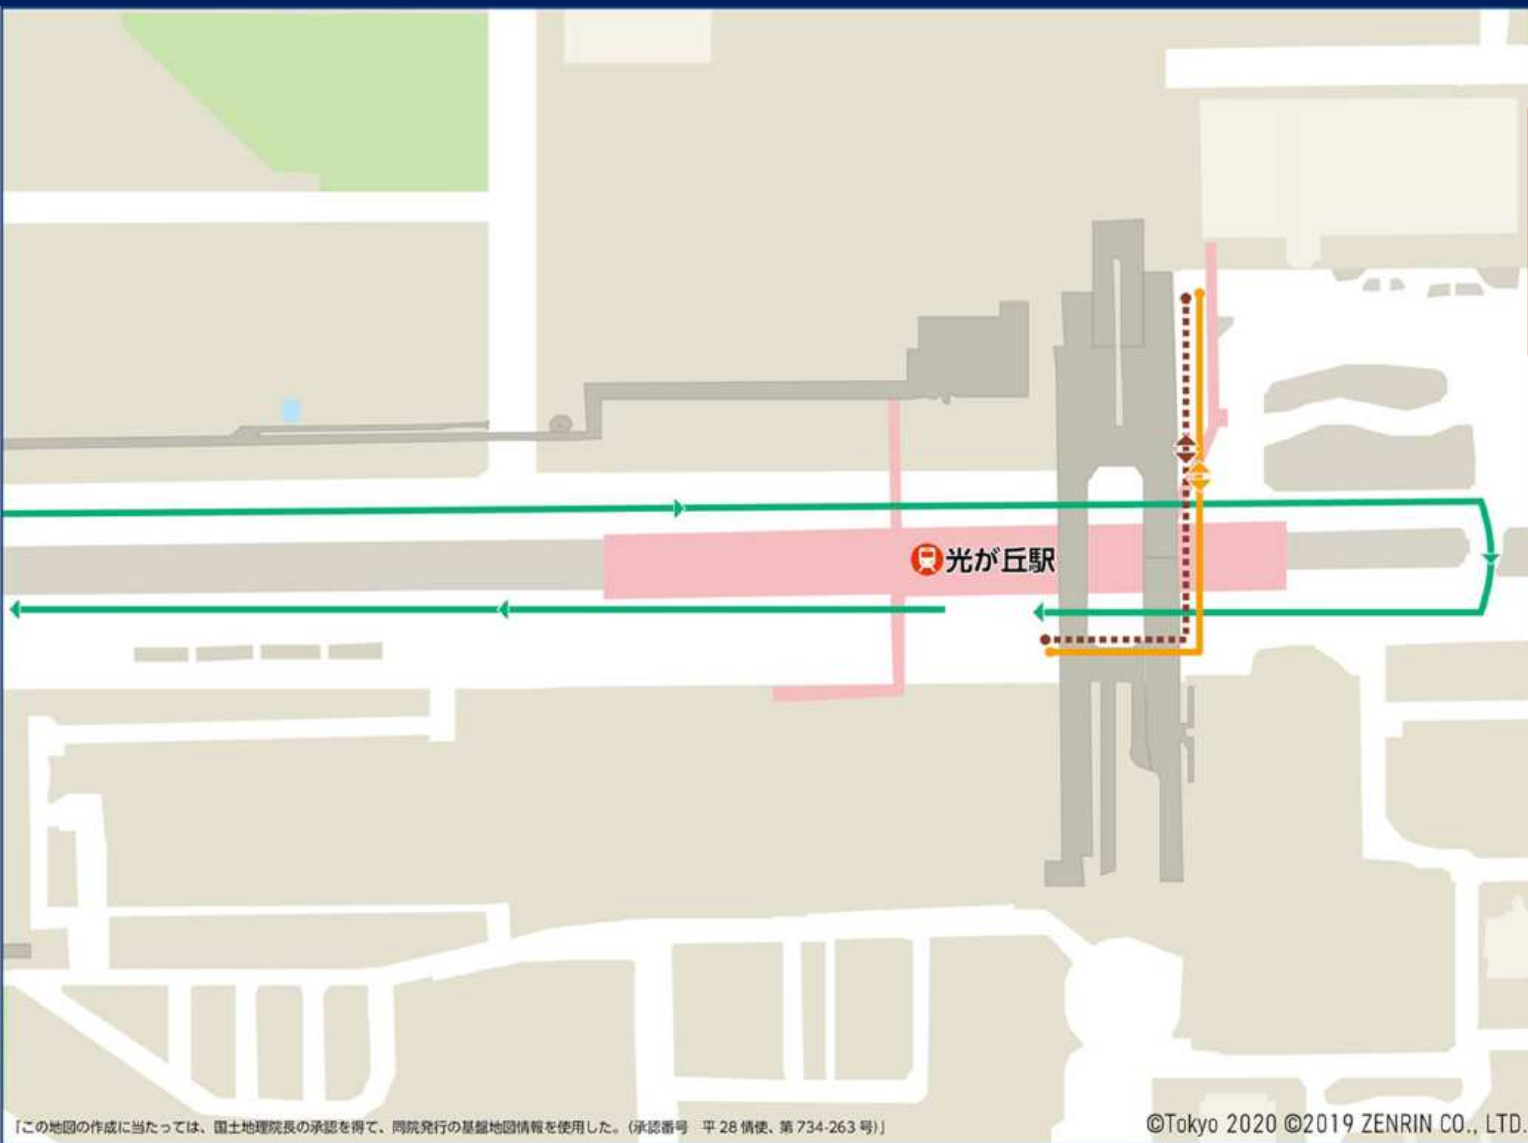 光が丘駅
「この地図の作成に当たっては、国土地理院長の承認を得て、同院発行の基盤地図情報を使用した。(承認番号　平 28 情使、第 734-263 号)」
©Tokyo 2020 ©2019 ZENRIN CO., LTD.